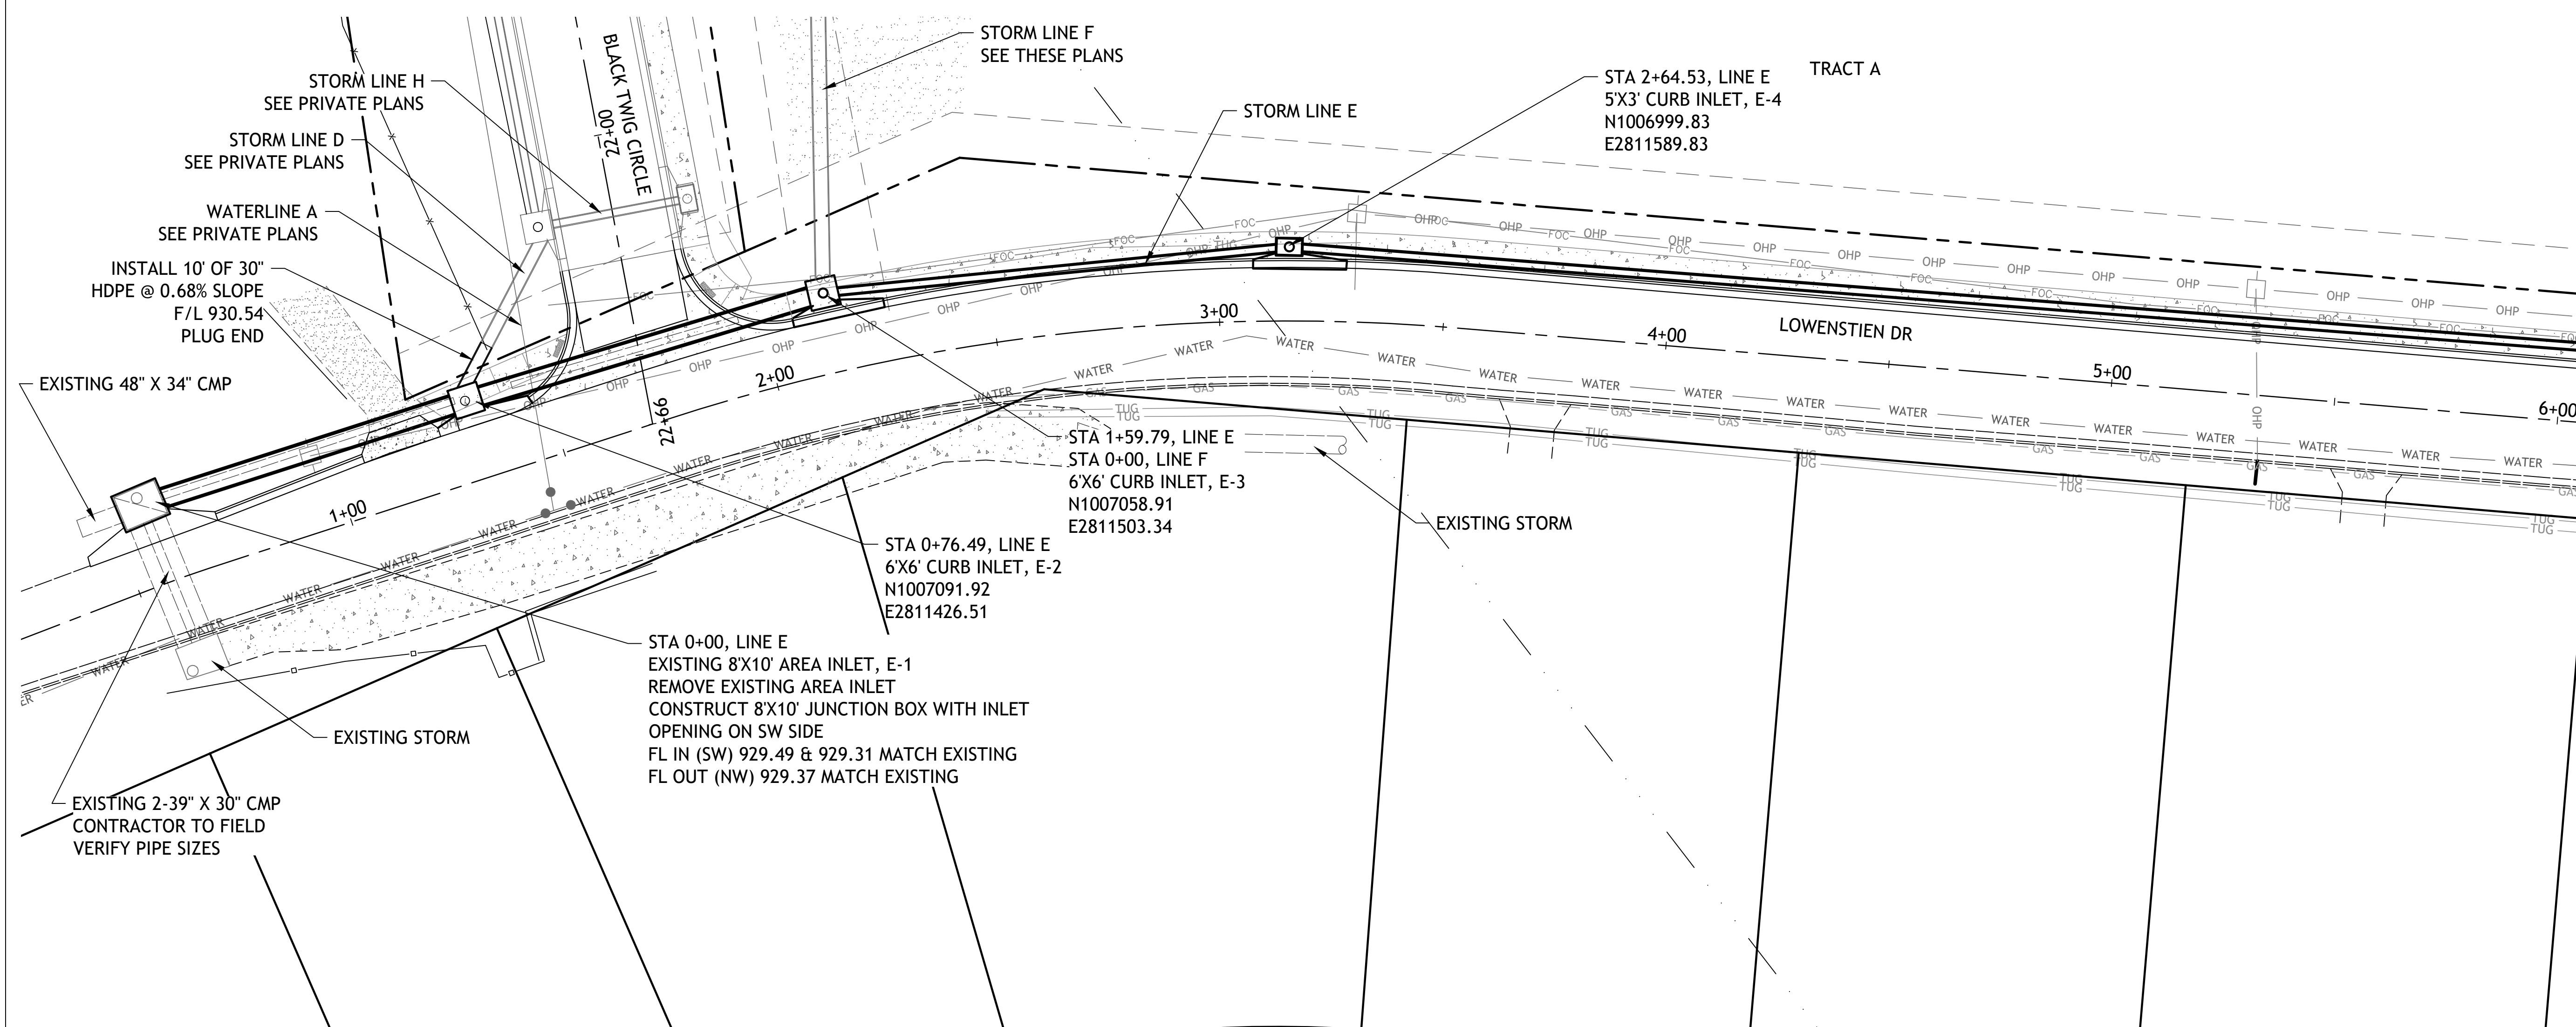 STORM LINE F
SEE THESE PLANS
STORM LINE H
SEE PRIVATE PLANS
STORM LINE D
SEE PRIVATE PLANS
WATERLINE A
SEE PRIVATE PLANS
INSTALL 10' OF 30"
HDPE @ 0.68% SLOPE
F/L 930.54
PLUG END
EXISTING 48" X 34" CMP
BLACK TWIG CIRCLE
22+00
22+66
STORM LINE E
STA 2+64.53, LINE E
5'X3' CURB INLET, E-4
N1006999.83
E2811589.83
TRACT A
1+00
2+00
3+00
4+00
LOWENSTIEN DR
5+00
6+00
STA 1+59.79, LINE E
STA 0+00, LINE F
6'X6' CURB INLET, E-3
N1007058.91
E2811503.34
EXISTING STORM
STA 0+76.49, LINE E
6'X6' CURB INLET, E-2
N1007091.92
E2811426.51
STA 0+00, LINE E
EXISTING 8'X10' AREA INLET, E-1
REMOVE EXISTING AREA INLET
CONSTRUCT 8'X10' JUNCTION BOX WITH INLET
OPENING ON SW SIDE
FL IN (SW) 929.49 & 929.31 MATCH EXISTING
FL OUT (NW) 929.37 MATCH EXISTING
EXISTING STORM
EXISTING 2-39" X 30" CMP
CONTRACTOR TO FIELD
VERIFY PIPE SIZES
FOC
OHP
TUG
WATER
GAS